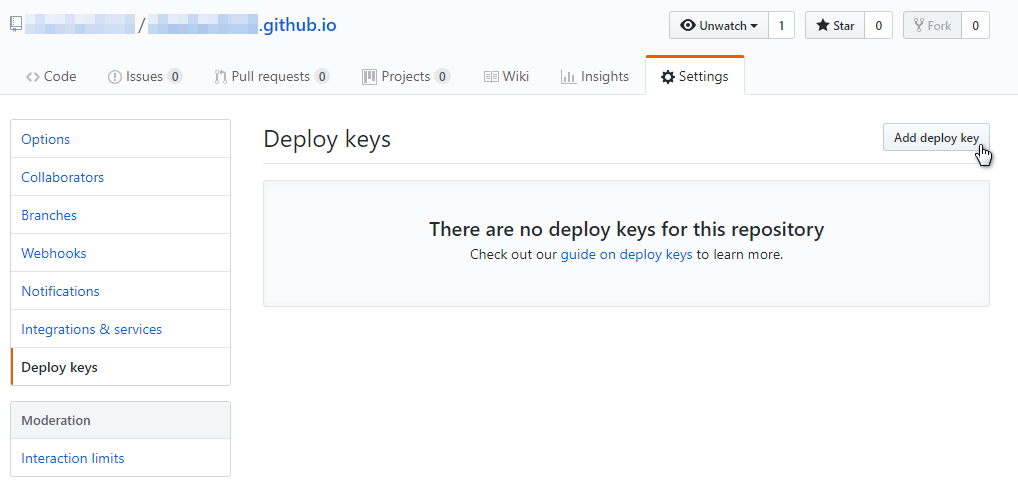 / .github.io
Unwatch 1 Star 0 Fork 0
Code Issues 0 Pull requests 0 Projects 0 Wiki Insights Settings
Options
Collaborators
Branches
Webhooks
Notifications
Integrations & services
Deploy keys
Moderation
Interaction limits
Deploy keys
Add deploy key
There are no deploy keys for this repository
Check out our guide on deploy keys to learn more.